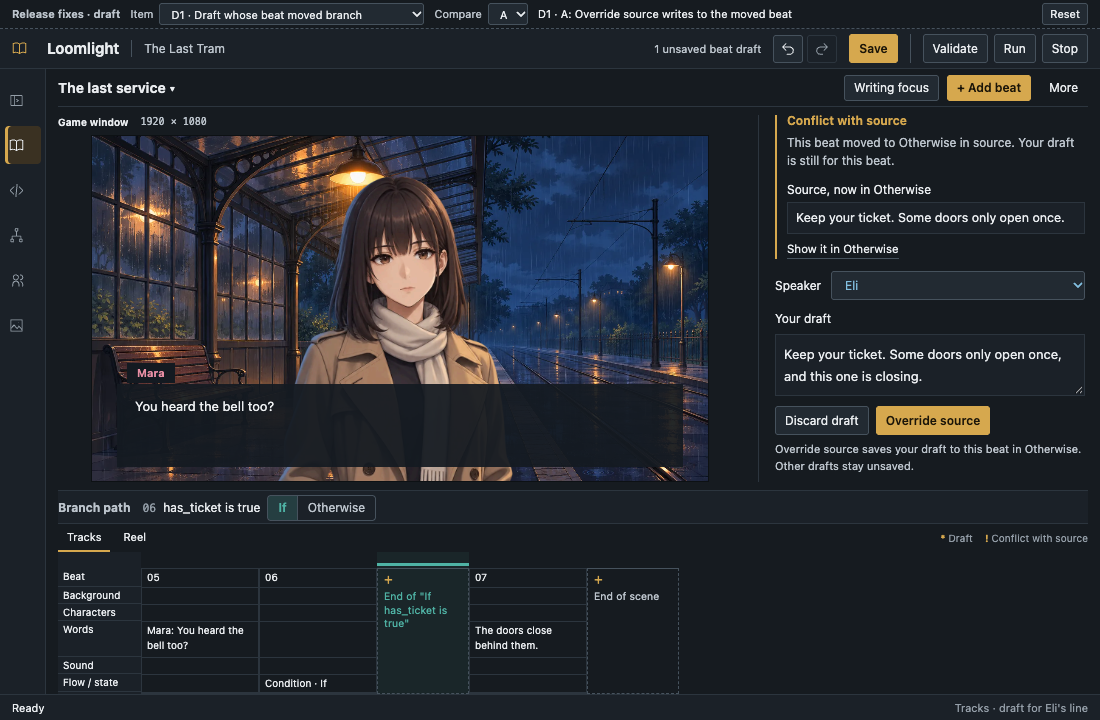 Release fixes · draft Item D1 · Draft whose beat moved branch Compare A D1 · A: Override source writes to the moved beat Reset
Loomlight The Last Tram 1 unsaved beat draft Save Validate Run Stop
The last service ▾ Writing focus + Add beat More
Game window 1920 × 1080
Mara
You heard the bell too?
Conflict with source
This beat moved to Otherwise in source. Your draft
is still for this beat.
Source, now in Otherwise
Keep your ticket. Some doors only open once.
Show it in Otherwise
Speaker Eli
Your draft
Keep your ticket. Some doors only open once,
and this one is closing.
Discard draft Override source
Override source saves your draft to this beat in Otherwise.
Other drafts stay unsaved.
Branch path 06 has_ticket is true If Otherwise
Tracks Reel * Draft ! Conflict with source
Beat 05 06 + 07 +
Background End of "If End of scene
Characters has_ticket is
Words Mara: You heard the true" The doors close
bell too? behind them.
Sound
Flow / state Condition · If
Ready Tracks · draft for Eli's line